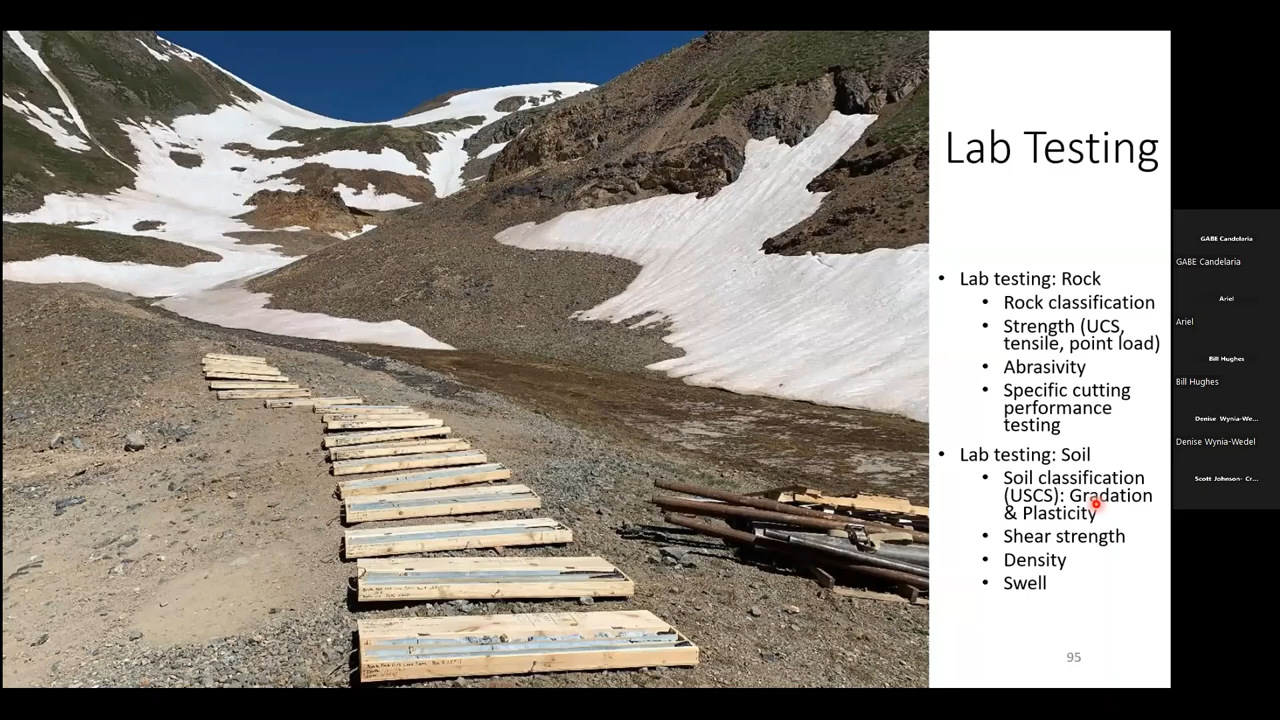 Lab Testing
• Lab testing: Rock
• Rock classification
• Strength (UCS,
tensile, point load)
• Abrasivity
• Specific cutting
performance
testing
• Lab testing: Soil
• Soil classification
(USCS): Gradation
& Plasticity
• Shear strength
• Density
• Swell
95
GABE Candelaria
GABE Candelaria
Ariel
Ariel
Bill Hughes
Bill Hughes
Denise Wynia-We...
Denise Wynia-Wedel
Scott Johnson- Cr...